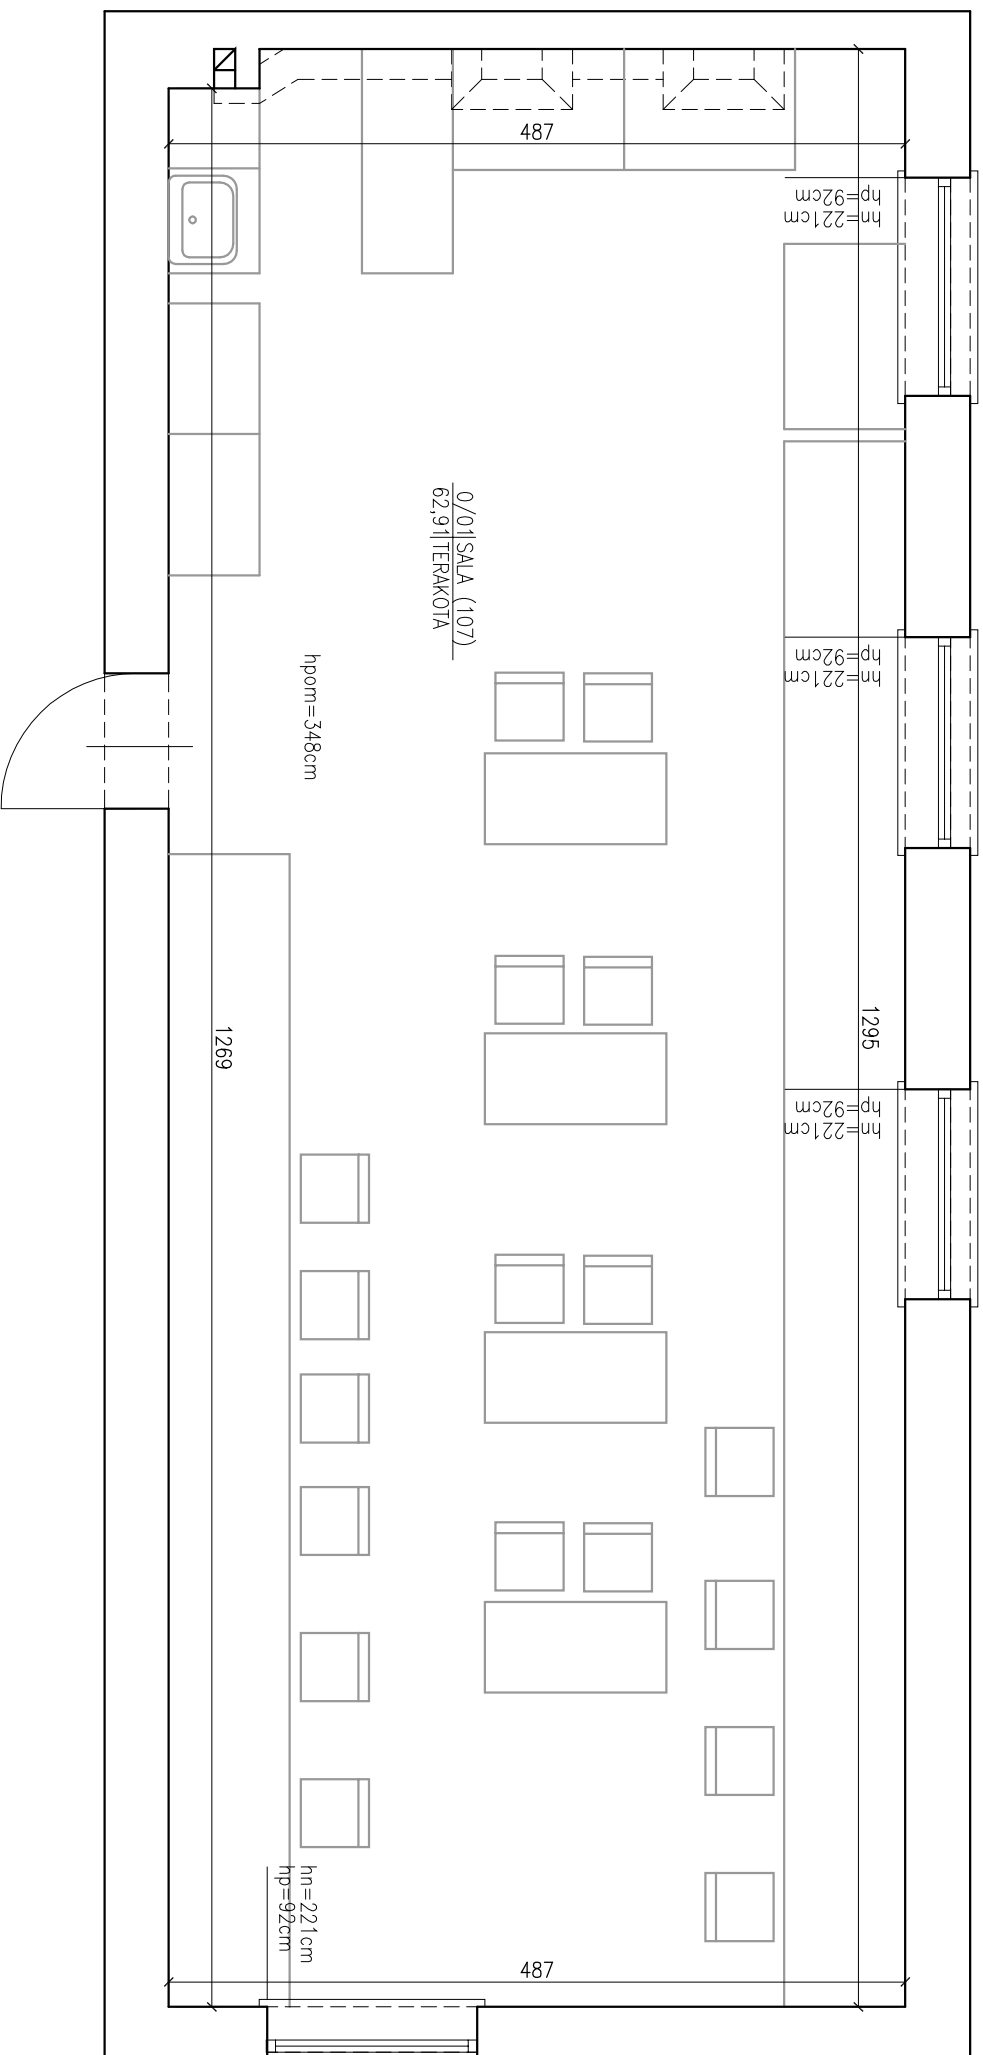 487
hp=92cm
hn=221cm
0/01|SALA (107)
62,91|TERAKOTA
hpom=348cm
hp=92cm
hn=221cm
1269
1295
hp=92cm
hn=221cm
hn=221cm
hp=92cm
487